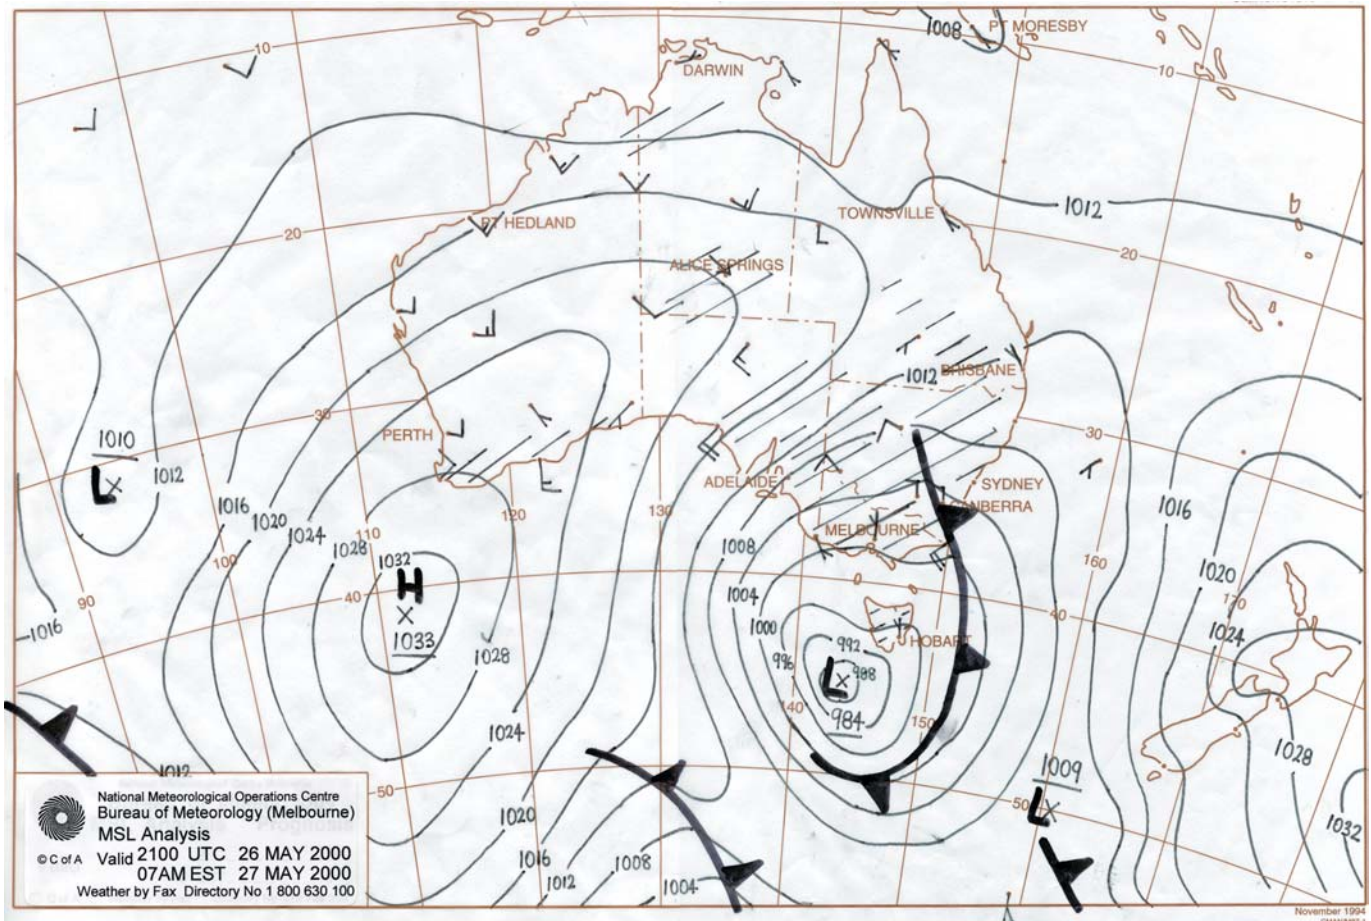 1008
PT MORESBY
10
DARWIN
10
1012
TOWNSVILLE
PT HEDLAND
20
20
ALICE SPRINGS
1012
BRISBANE
30
PERTH
30
1010
L
1012
1016
1020
1024
1028
1032
H
1033
1028
1024
1020
1016
1012
1008
1004
110
120
130
100
90
40
ADELAIDE
SYDNEY
CANBERRA
MELBOURNE
1008
1004
1000
996
992
988
L
984
HOBART
140
150
160
170
40
1016
1020
1024
1028
1032
1009
L
50
1016
1012
50
National Meteorological Operations Centre
Bureau of Meteorology (Melbourne)
MSL Analysis
© C of A Valid 2100 UTC 26 MAY 2000
07AM EST 27 MAY 2000
Weather by Fax Directory No 1 800 630 100
November 1994